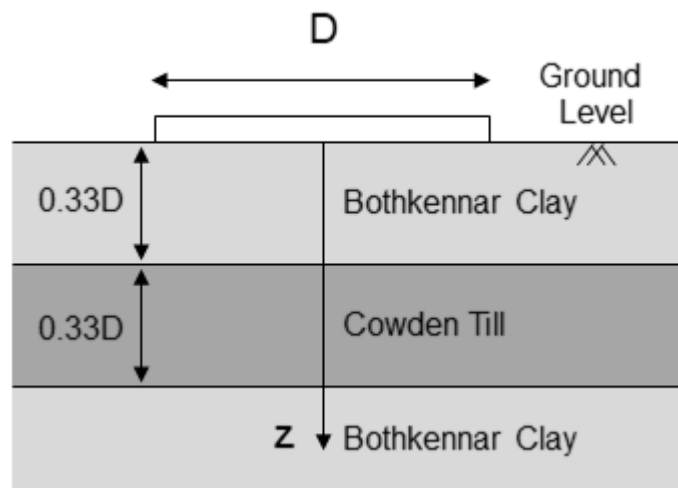 D
Ground
Level
0.33D
Bothkennar Clay
0.33D
Cowden Till
z
Bothkennar Clay